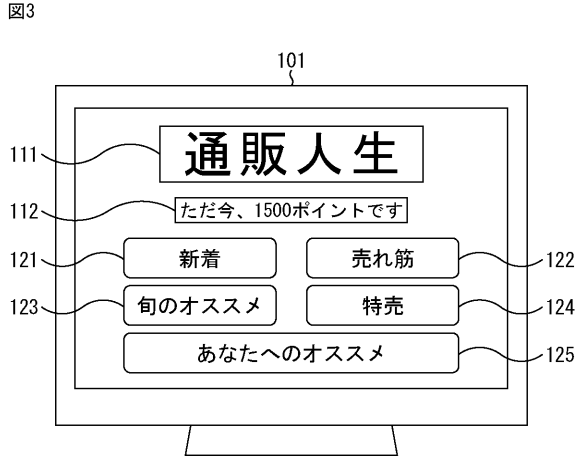 図3
101
111 通販人生
112 ただ今、1500ポイントです
121 新着 売れ筋 122
123 旬のオススメ 特売 124
あなたへのオススメ 125